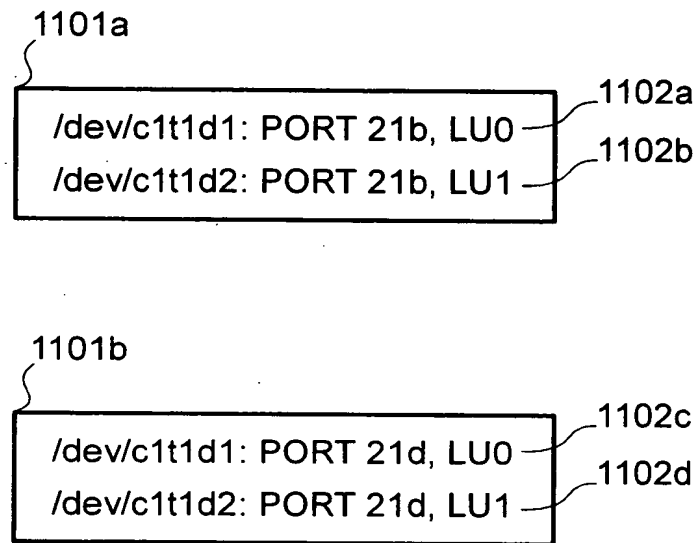 1101a
1102a
/dev/c1t1d1: PORT 21b, LU0
1102b
/dev/c1t1d2: PORT 21b, LU1
1101b
1102c
/dev/c1t1d1: PORT 21d, LU0
1102d
/dev/c1t1d2: PORT 21d, LU1